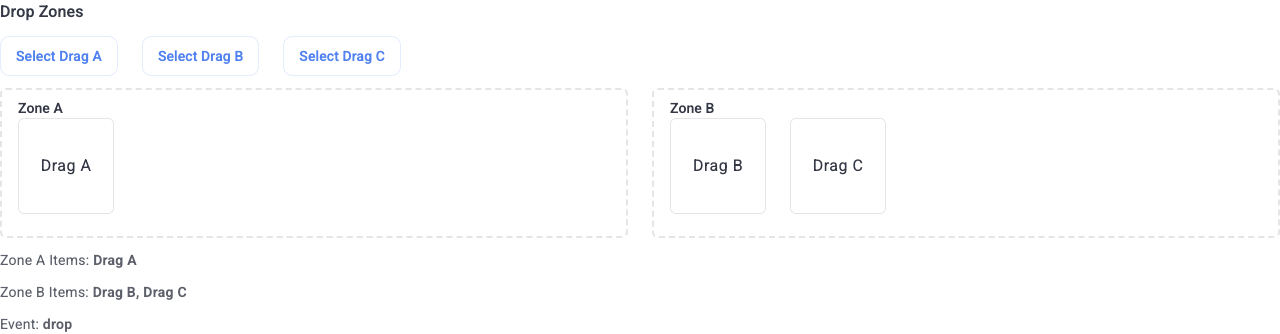 Drop Zones
Select Drag A Select Drag B Select Drag C
Zone A
Drag A
Zone B
Drag B Drag C
Zone A Items: Drag A
Zone B Items: Drag B, Drag C
Event: drop